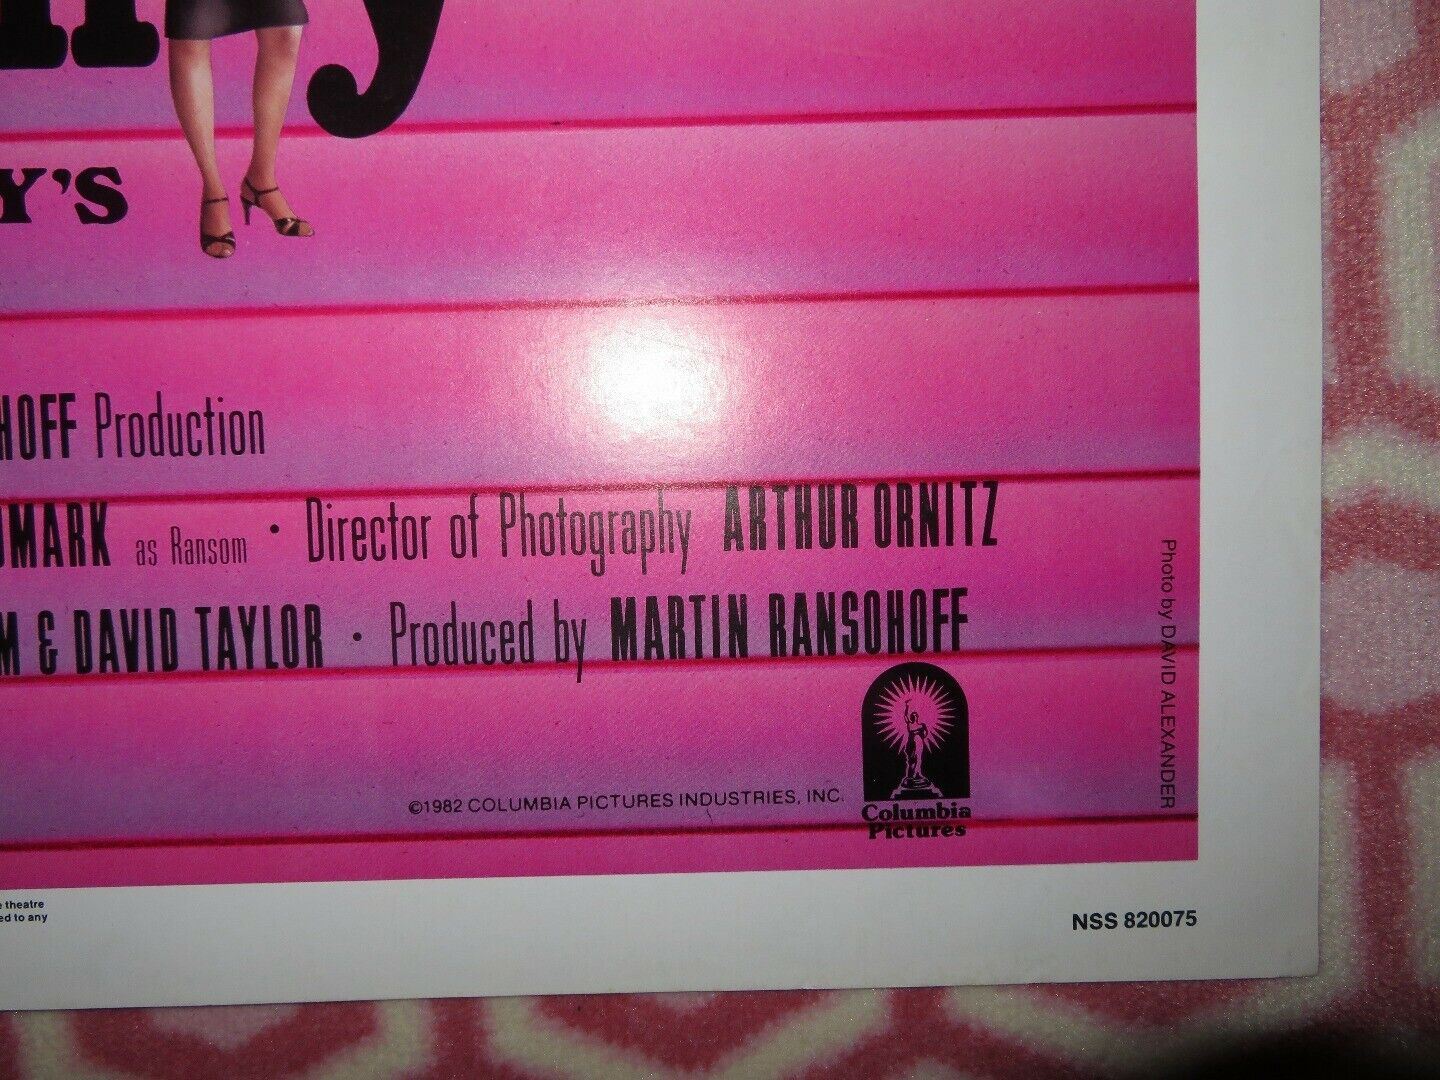 Y'S
HOFF Production
DMARK as Ransom • Director of Photography ARTHUR ORNITZ
M & DAVID TAYLOR • Produced by MARTIN RANSOHOFF
Photo by DAVID ALEXANDER
©1982 COLUMBIA PICTURES INDUSTRIES, INC.
Columbia
Pictures
theatre
ed to any
NSS 820075